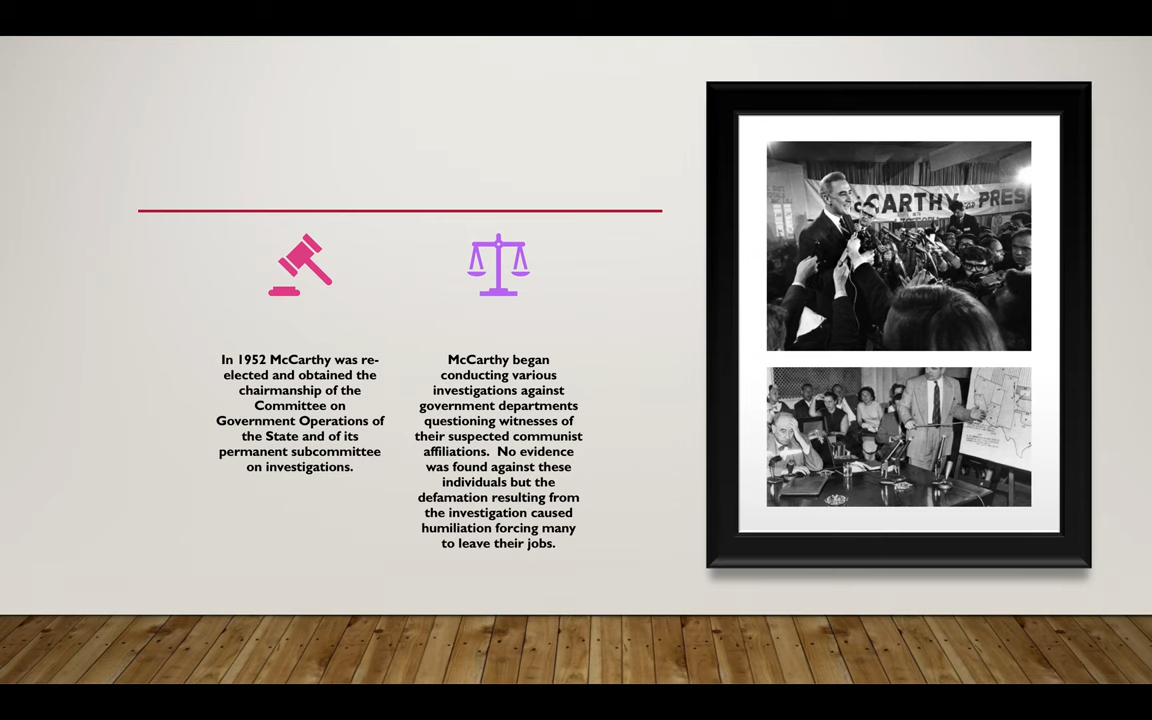 In 1952 McCarthy was re-
elected and obtained the
chairmanship of the
Committee on
Government Operations of
the State and of its
permanent subcommittee
on investigations.
McCarthy began
conducting various
investigations against
government departments
questioning witnesses of
their suspected communist
affiliations.  No evidence
was found against these
individuals but the
defamation resulting from
the investigation caused
humiliation forcing many
to leave their jobs.
CARTHY PRES